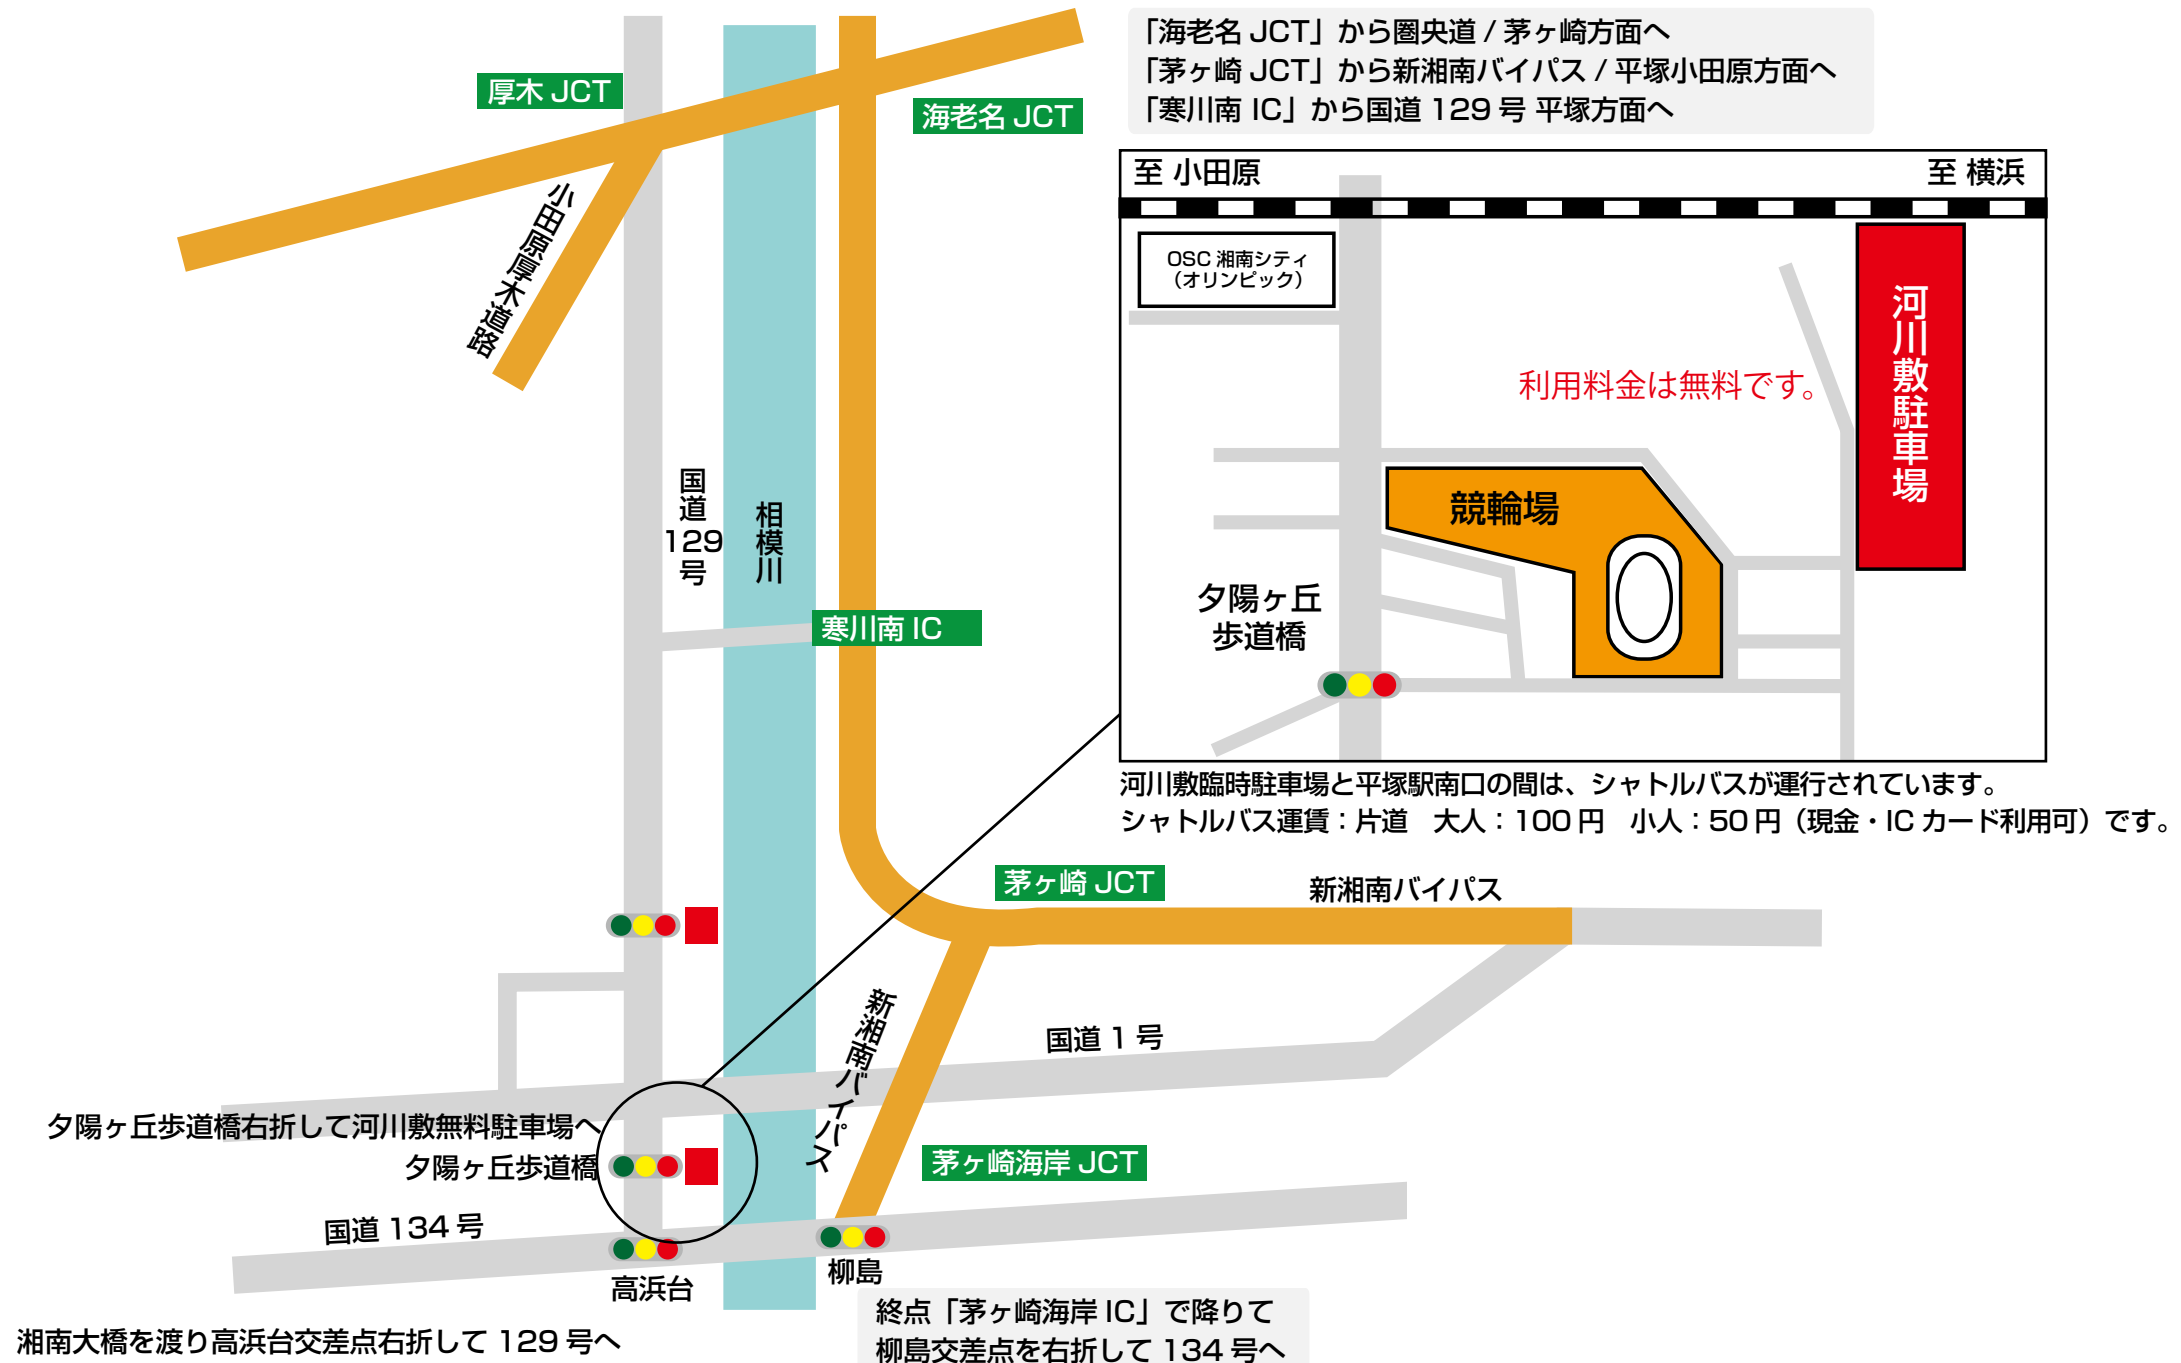 「海老名 JCT」から圏央道 / 茅ヶ崎方面へ
「茅ヶ崎 JCT」から新湘南バイパス / 平塚小田原方面へ
「寒川南 IC」から国道 129 号 平塚方面へ
厚木 JCT
海老名 JCT
小田原厚木道路
至 小田原
至 横浜
OSC 湘南シティ
（オリンピック）
河川敷駐車場
利用料金は無料です。
競輪場
夕陽ヶ丘
歩道橋
国道
129
号
相模川
寒川南 IC
河川敷臨時駐車場と平塚駅南口の間は、シャトルバスが運行されています。
シャトルバス運賃：片道　大人：100 円　小人：50 円（現金・IC カード利用可）です。
茅ヶ崎 JCT
新湘南バイパス
新湘南バイパス
国道 1 号
夕陽ヶ丘歩道橋右折して河川敷無料駐車場へ
夕陽ヶ丘歩道橋
茅ヶ崎海岸 JCT
国道 134 号
高浜台
柳島
湘南大橋を渡り高浜台交差点右折して 129 号へ
終点「茅ヶ崎海岸 IC」で降りて
柳島交差点を右折して 134 号へ